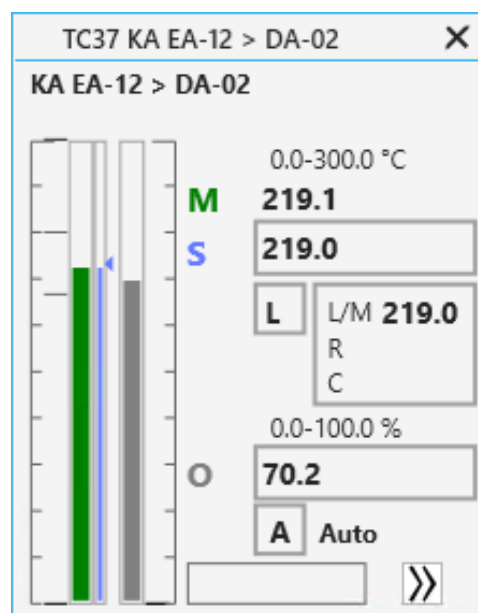 TC37 KA EA-12 > DA-02
KA EA-12 > DA-02
0.0-300.0 °C
M 219.1
S 219.0
L L/M 219.0
R
C
0.0-100.0 %
O 70.2
A Auto